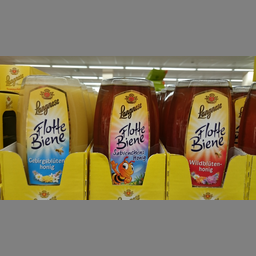 Langnese
Flotte
Biene
Gebirgsblüten-
honig
Langnese
Flotte
Biene
Langnese
Flotte
Biene
Wildblüten-
honig